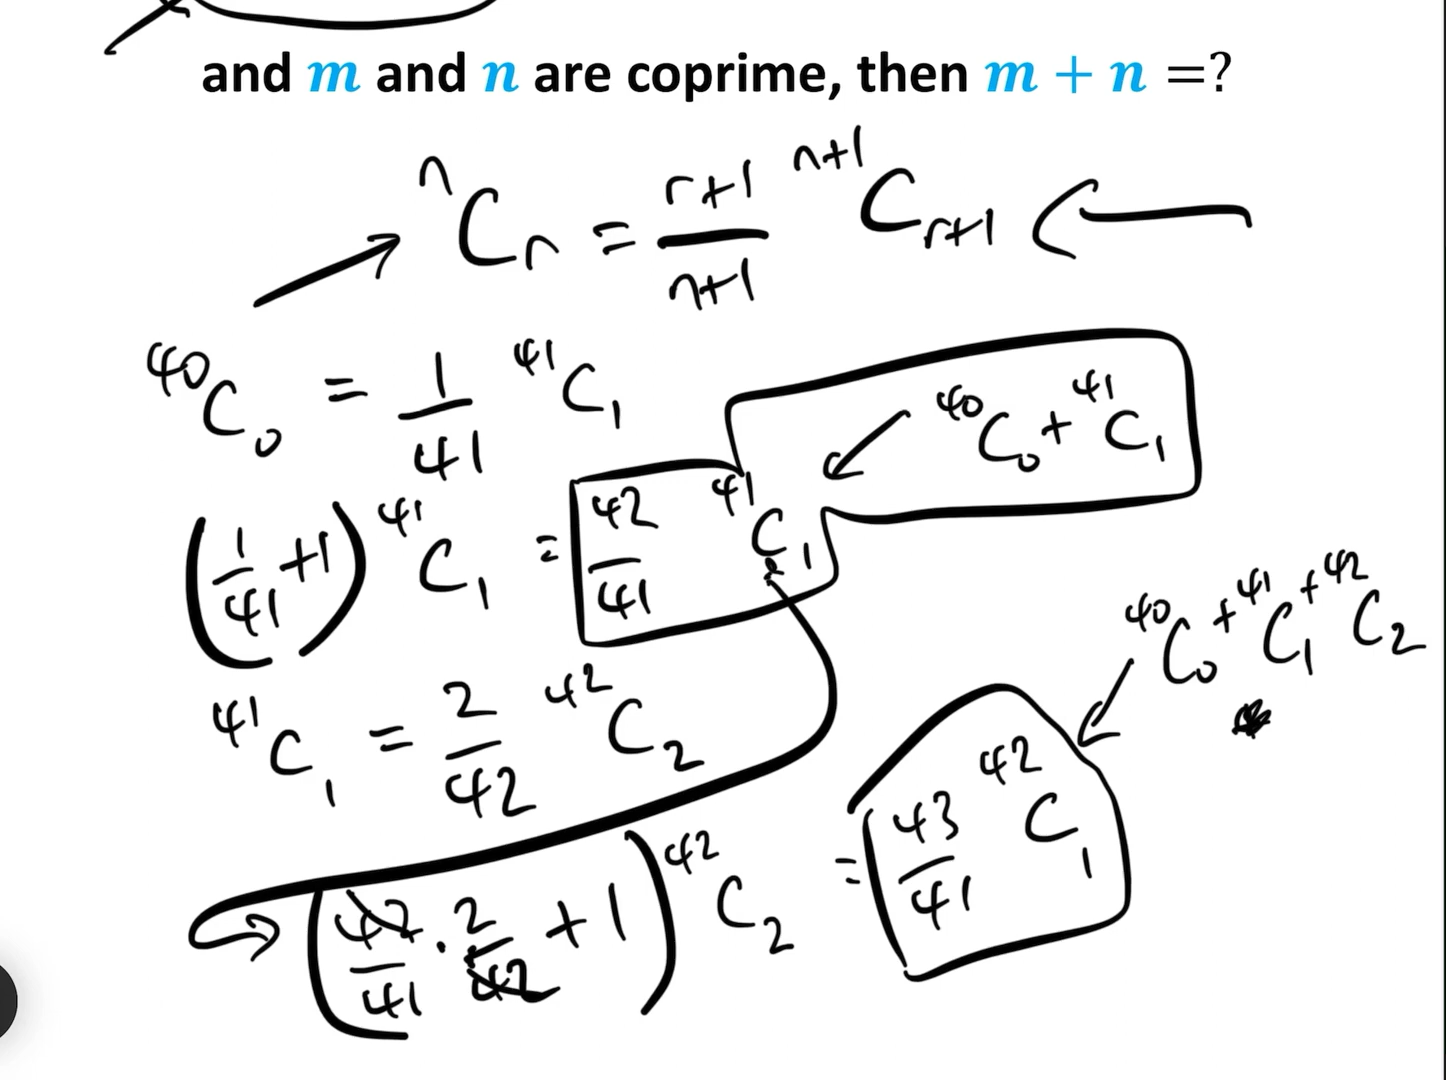 and m and n are coprime, then m + n =?
ⁿCᵣ = (r+1)/(n+1) ⁿ⁺¹Cᵣ₊₁
⁴⁰C₀ = 1/41 ⁴¹C₁
⁴⁰C₀ + ⁴¹C₁
(1/41 + 1) ⁴¹C₁ = 42/41 ⁴¹C₁
⁴⁰C₀ + ⁴¹C₁ + ⁴²C₂
⁴¹C₁ = 2/42 ⁴²C₂
(42/41 · 2/42 + 1) ⁴²C₂ = 43/41 ⁴²C₁